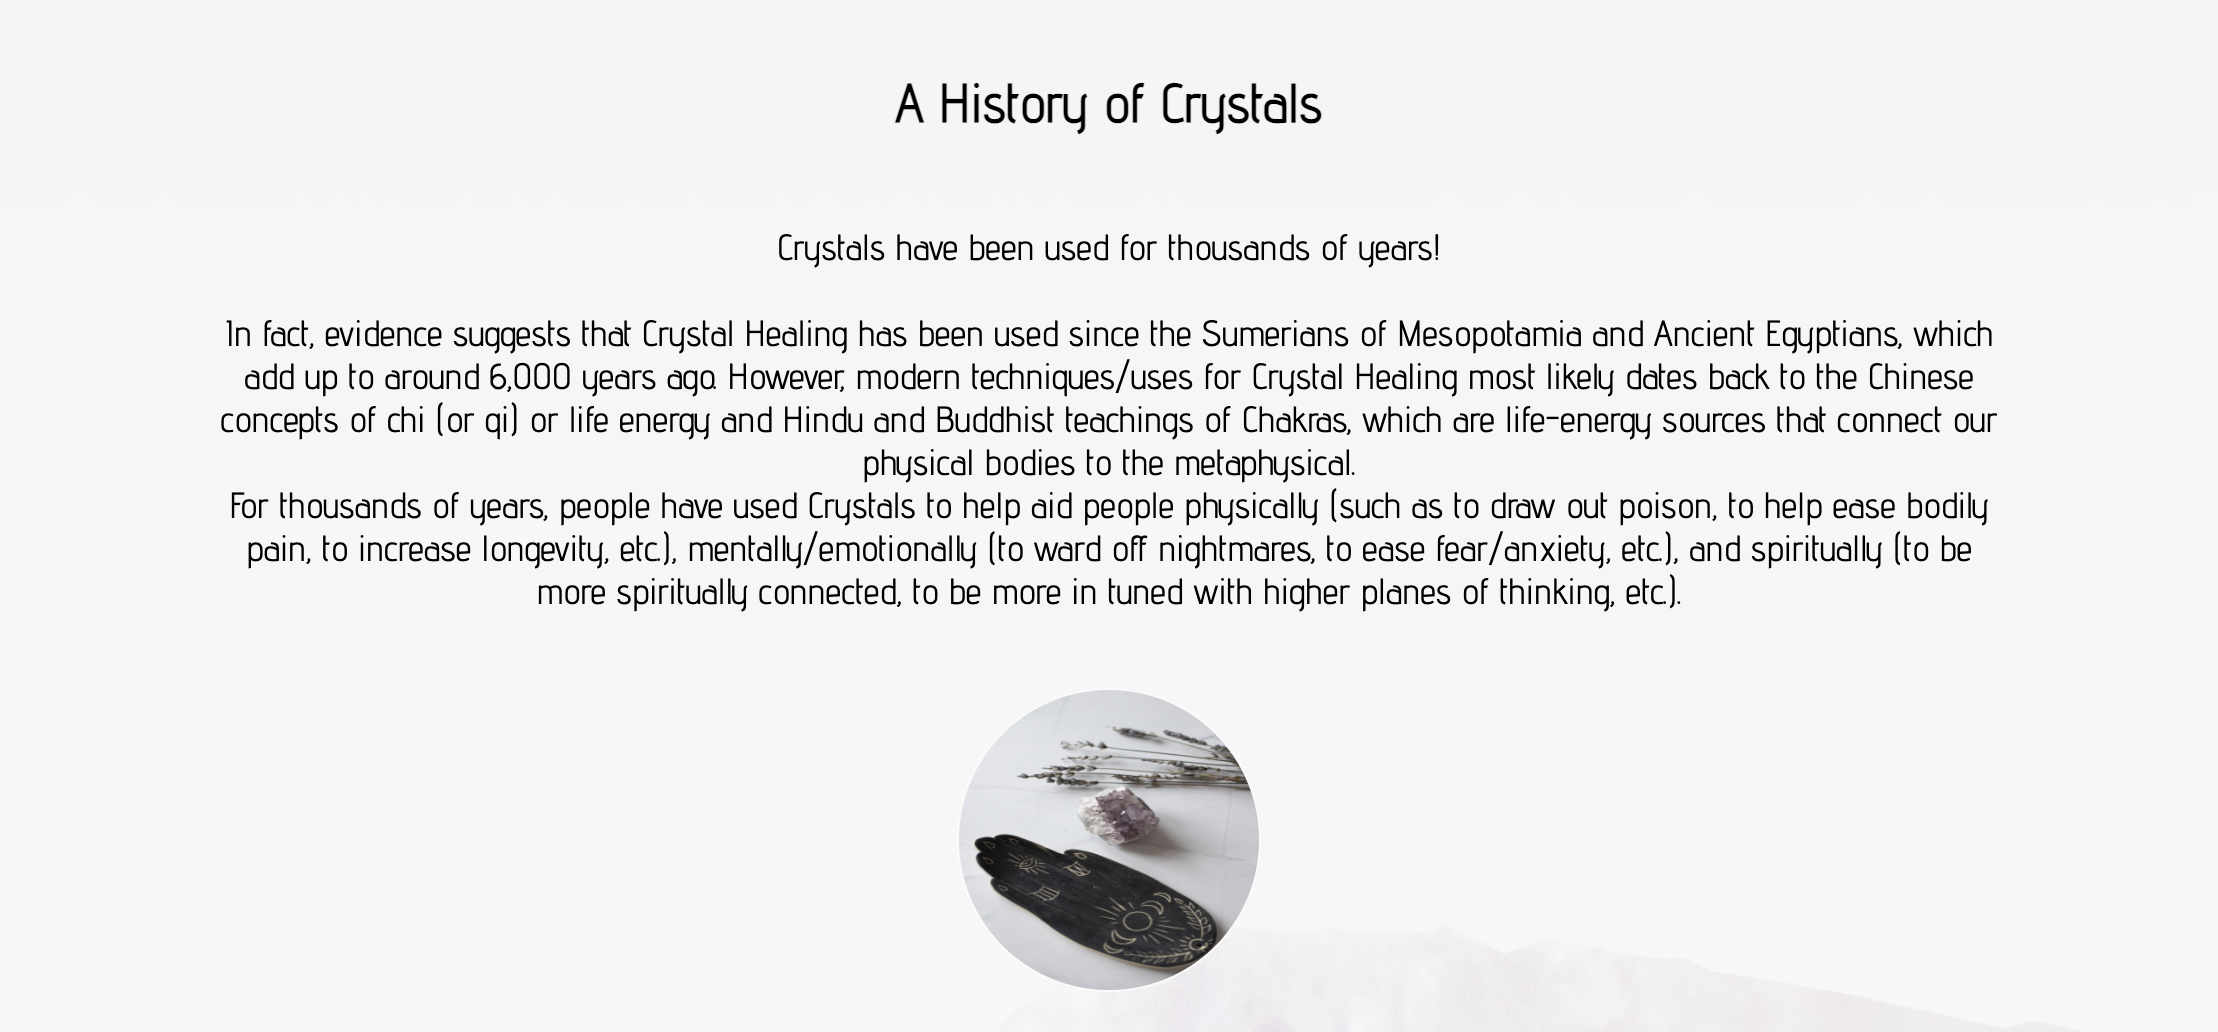 A History of Crystals
Crystals have been used for thousands of years!
In fact, evidence suggests that Crystal Healing has been used since the Sumerians of Mesopotamia and Ancient Egyptians, which
add up to around 6,000 years ago. However, modern techniques/uses for Crystal Healing most likely dates back to the Chinese
concepts of chi (or qi) or life energy and Hindu and Buddhist teachings of Chakras, which are life-energy sources that connect our
physical bodies to the metaphysical.
For thousands of years, people have used Crystals to help aid people physically (such as to draw out poison, to help ease bodily
pain, to increase longevity, etc.), mentally/emotionally (to ward off nightmares, to ease fear/anxiety, etc.), and spiritually (to be
more spiritually connected, to be more in tuned with higher planes of thinking, etc.).